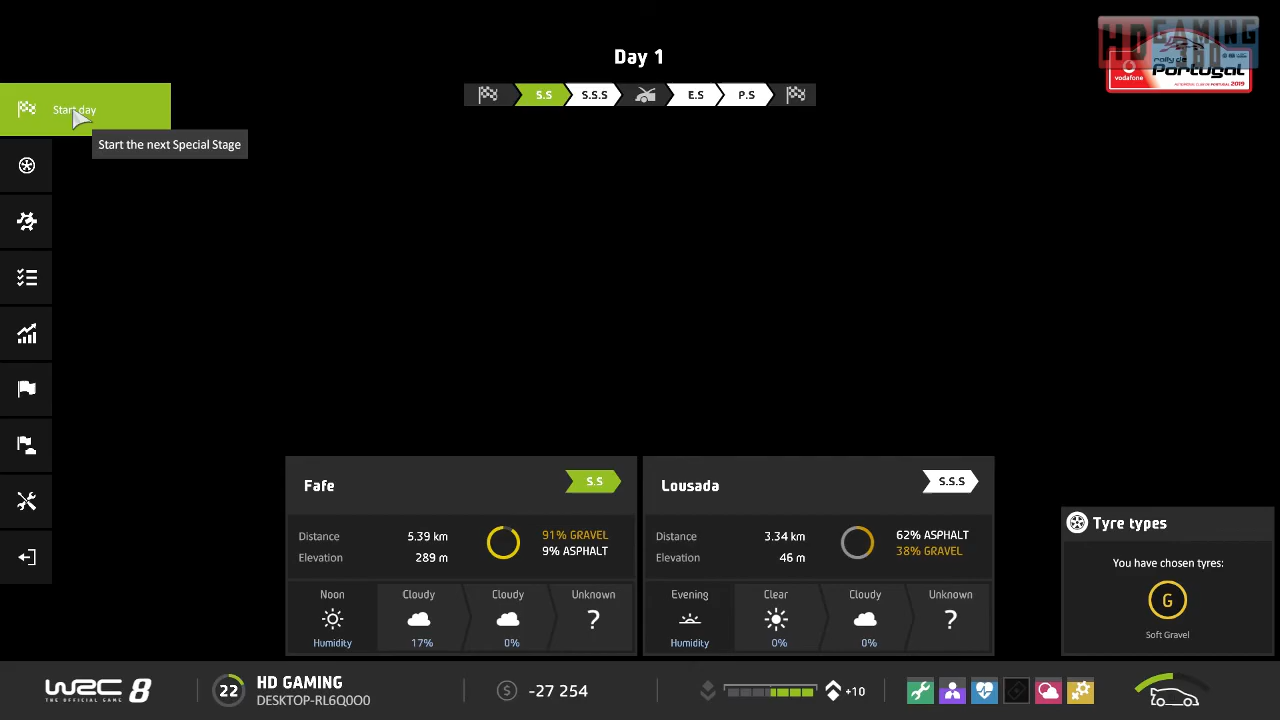 Day 1
HD GAMING 180
rally de
Portugal
vodafone
Start day
Start the next Special Stage
S.S
S.S.S
E.S
P.S
Fafe
S.S
Distance
5.39 km
91% GRAVEL
Elevation
289 m
9% ASPHALT
Noon
Cloudy
Cloudy
Unknown
?
Humidity
17%
0%
Lousada
S.S.S
Distance
3.34 km
62% ASPHALT
Elevation
46 m
38% GRAVEL
Evening
Clear
Cloudy
Unknown
?
Humidity
0%
0%
Tyre types
You have chosen tyres:
G
Soft Gravel
WRC 8
THE OFFICIAL GAME
22
HD GAMING
DESKTOP-RL6Q0O0
-27 254
+10